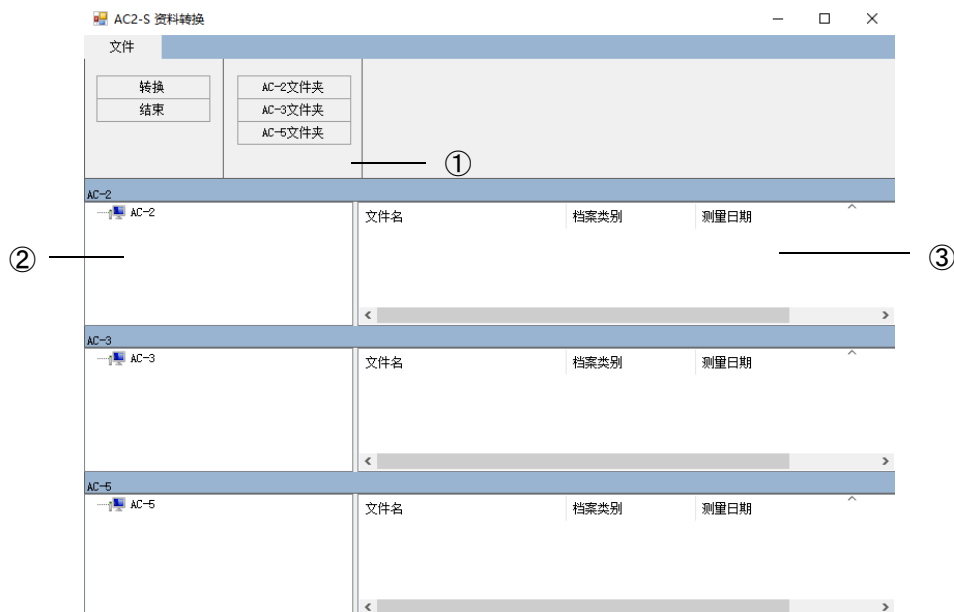 AC2-S 资料转换
文件
转换
结束
AC-2文件夹
AC-3文件夹
AC-5文件夹
①
AC-2
AC-2
文件名 档案类别 测量日期
②
③
AC-3
AC-3
文件名 档案类别 测量日期
AC-5
AC-5
文件名 档案类别 测量日期